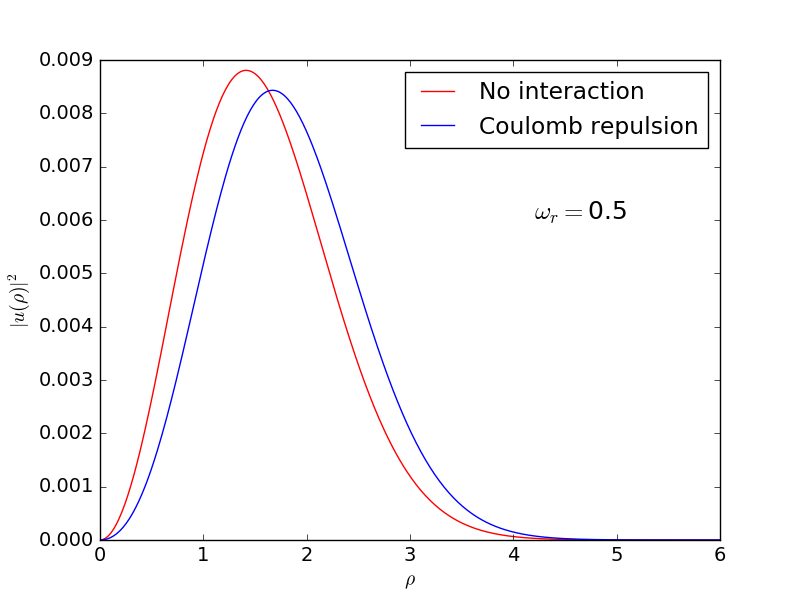 0.009
0.008
0.007
0.006
0.005
0.004
0.003
0.002
0.001
0.000
|u(ρ)|²
No interaction
Coulomb repulsion
ω_r = 0.5
0 1 2 3 4 5 6
ρ